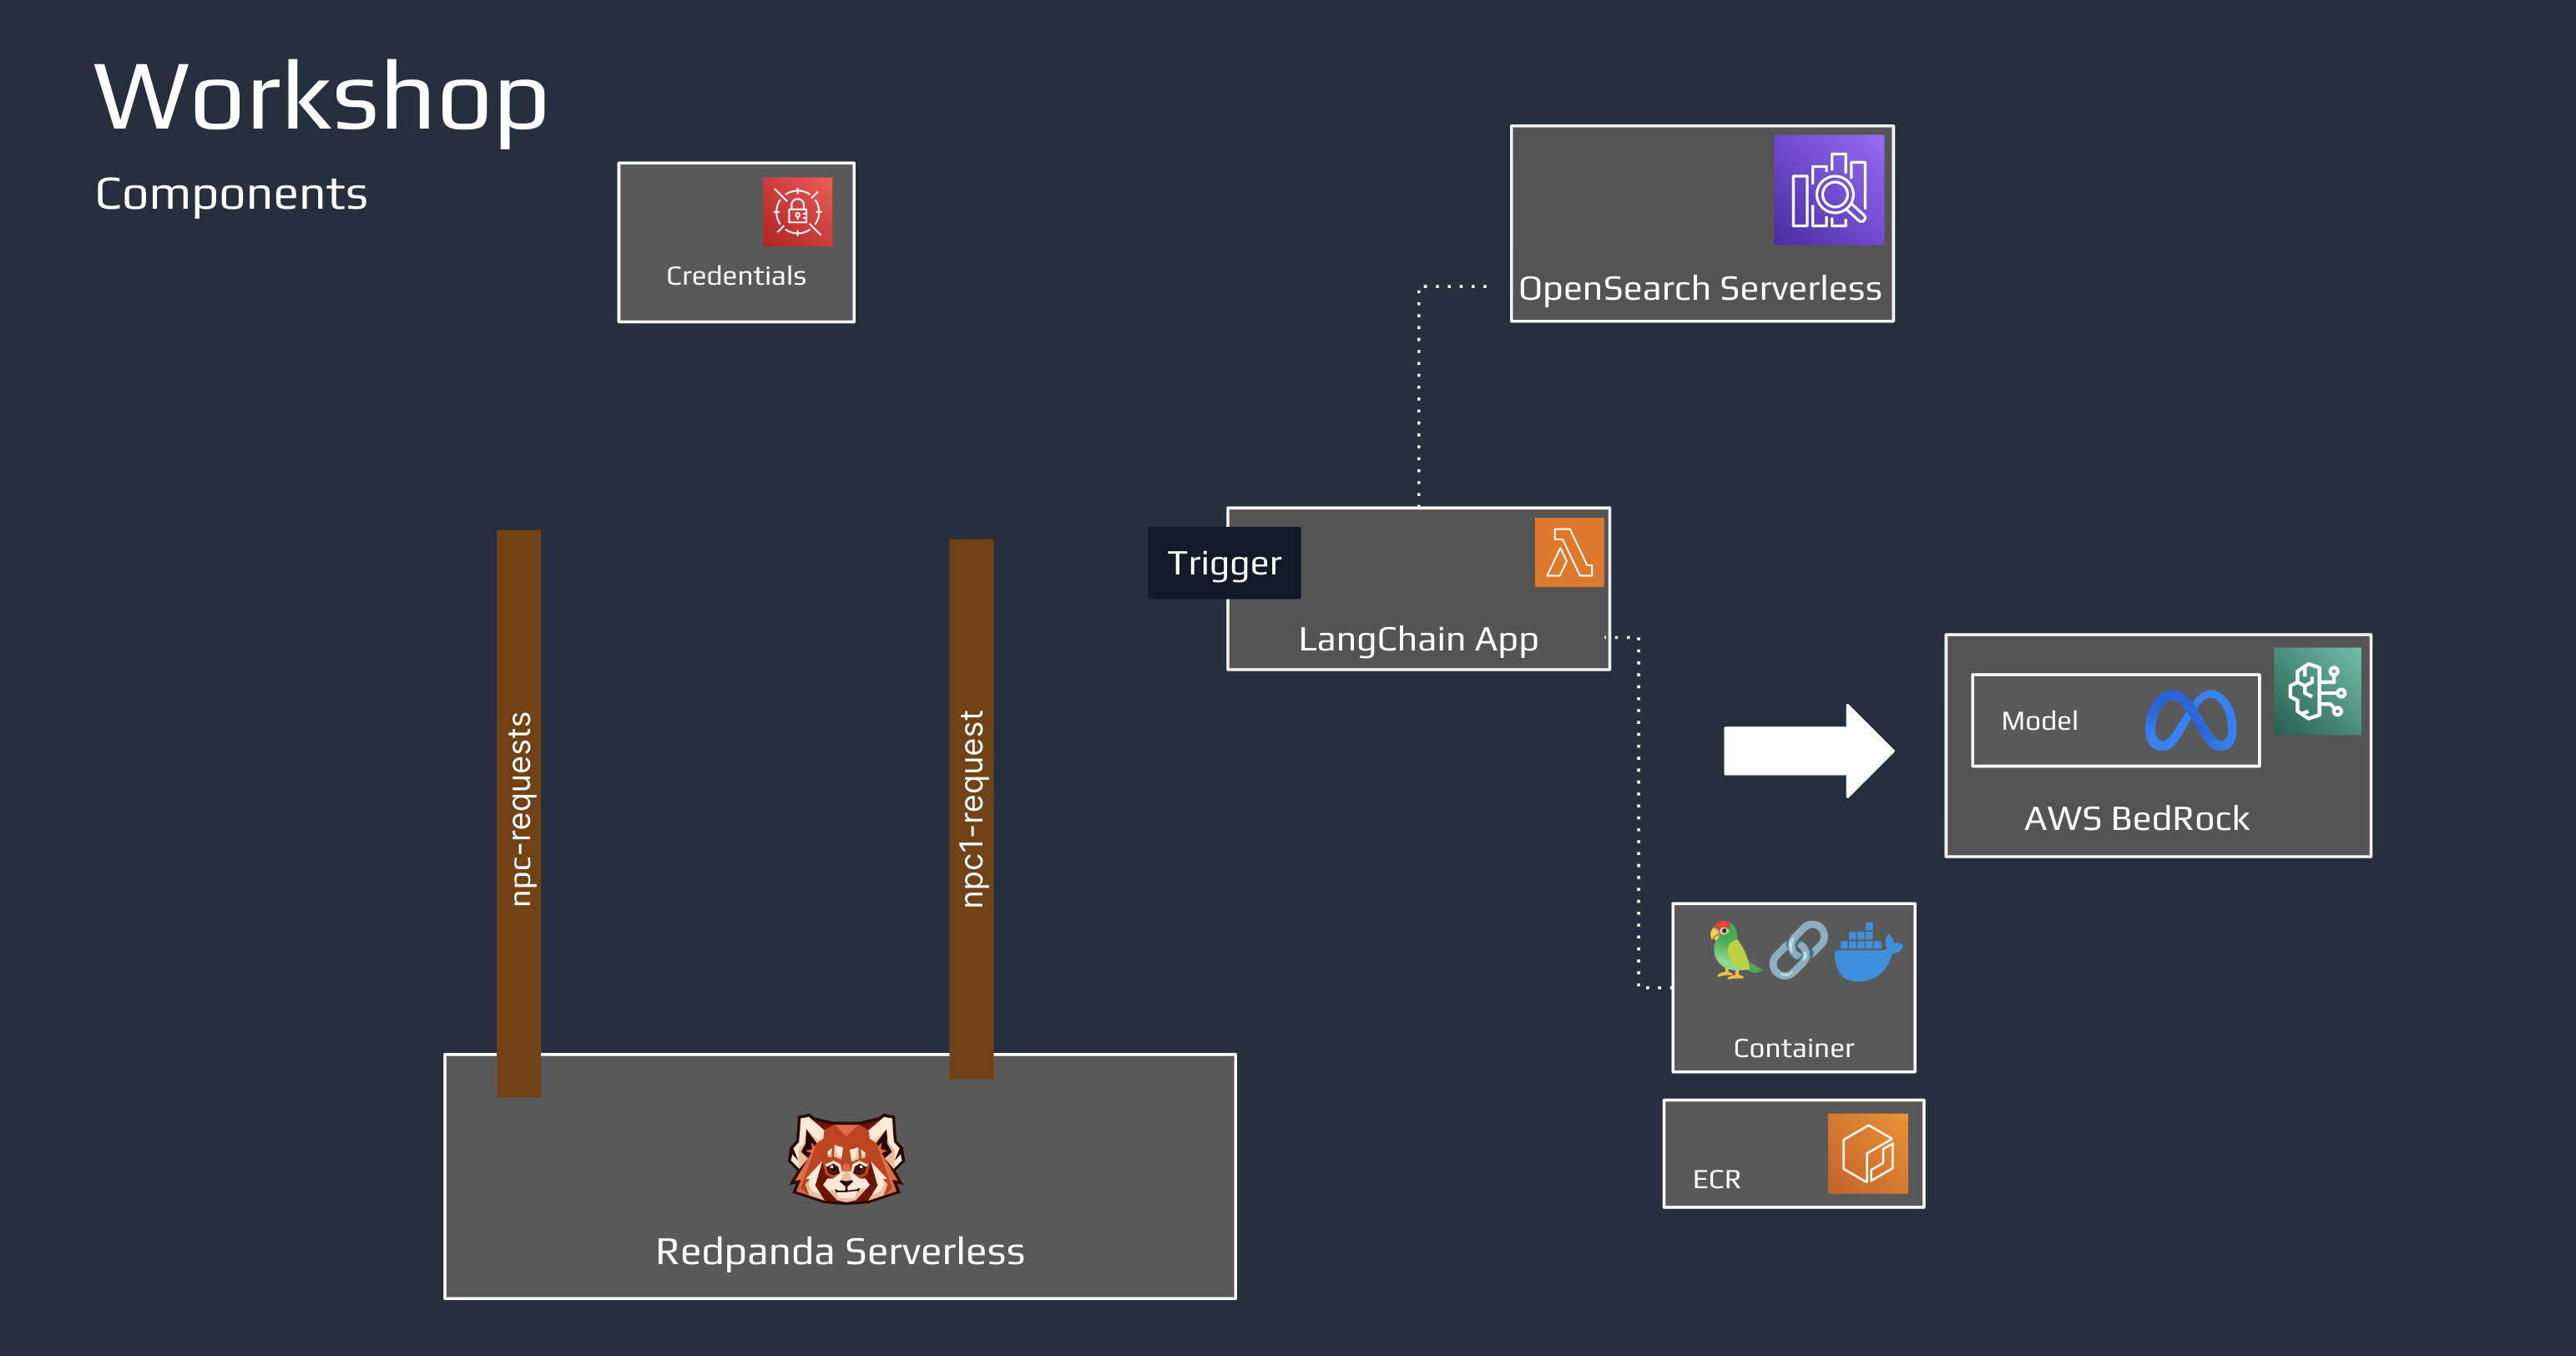 Workshop
Components
Credentials
OpenSearch Serverless
Trigger
LangChain App
npc-requests
npc1-request
Model
AWS BedRock
Container
ECR
Redpanda Serverless